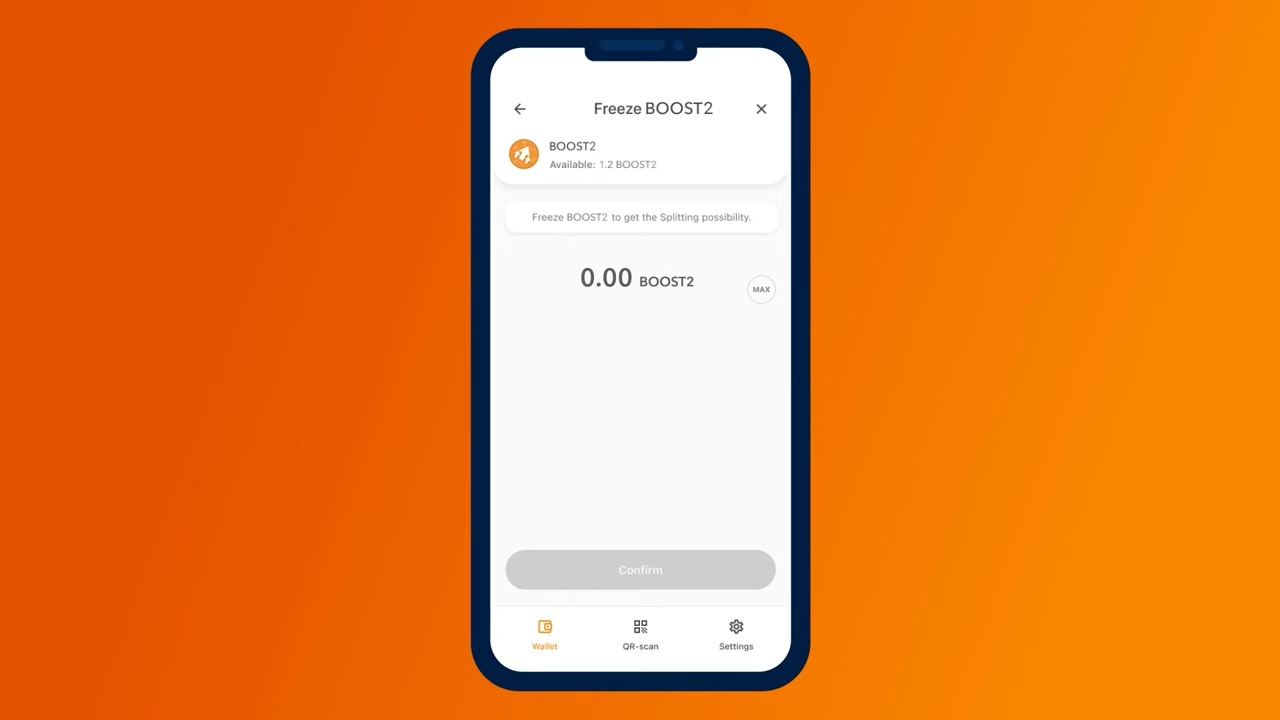 Freeze BOOST2
BOOST2
Available: 1.2 BOOST2
Freeze BOOST2 to get the Splitting possibility.
0.00 BOOST2
MAX
Confirm
Wallet
QR-scan
Settings